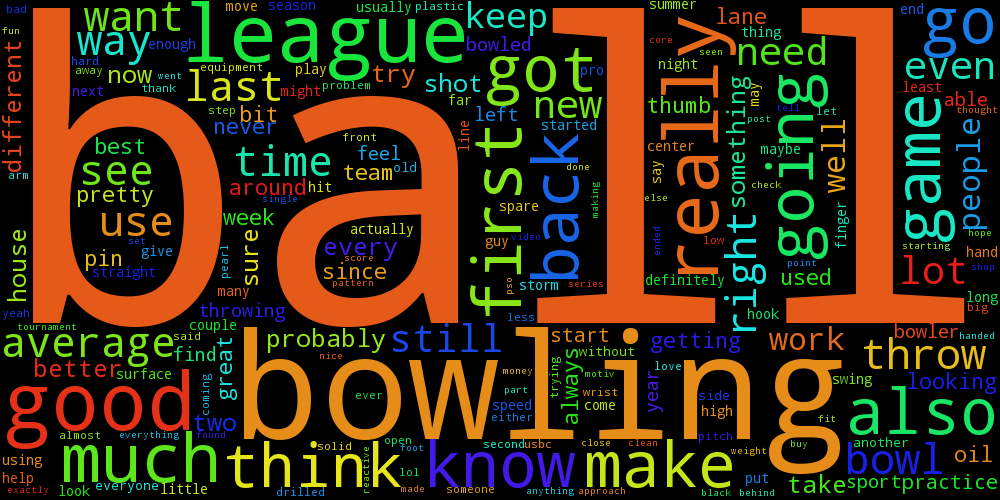 ball
bowling
bad
want
move
season
usually
plastic
keep
summer
lane
end
go
fun
way
enough
league
bowled
really
thing
need
core
seen
even
hard
away
now
equipment
play
try
shot
got
pro
night
least
able
different
next
thank
went
last
might
problem
far
new
thumb
something
may
tell
let
game
thought
step
bit
never
left
started
post
people
line
first
back
center
maybe
well
best
time
front
feel
old
team
say
check
going
see
arm
around
hit
single
done
else
finger
pretty
use
week
actually
spare
making
right
used
starting
hope
hand
set
give
pearl
sure
every
guy
video
ended
low
point
lot
shop
pin
straight
score
since
pattern
storm
pso
series
definitely
long
big
house
many
throwing
less
hook
yeah
tournament
couple
average
said
find
great
probably
still
start
without
getting
work
bowler
handed
nice
always
throw
better
surface
coming
money
trying
motiv
love
year
swing
looking
good
two
ever
part
speed
either
wrist
come
side
high
fit
also
almost
everything
found
open
foot
second
usbc
close
clean
pitch
buy
another
much
solid
think
reactive
lol
know
make
weight
bowl
oil
using
help
exactly
look
everyone
little
drilled
made
someone
anything
approach
black
behind
put
take
sport
practice